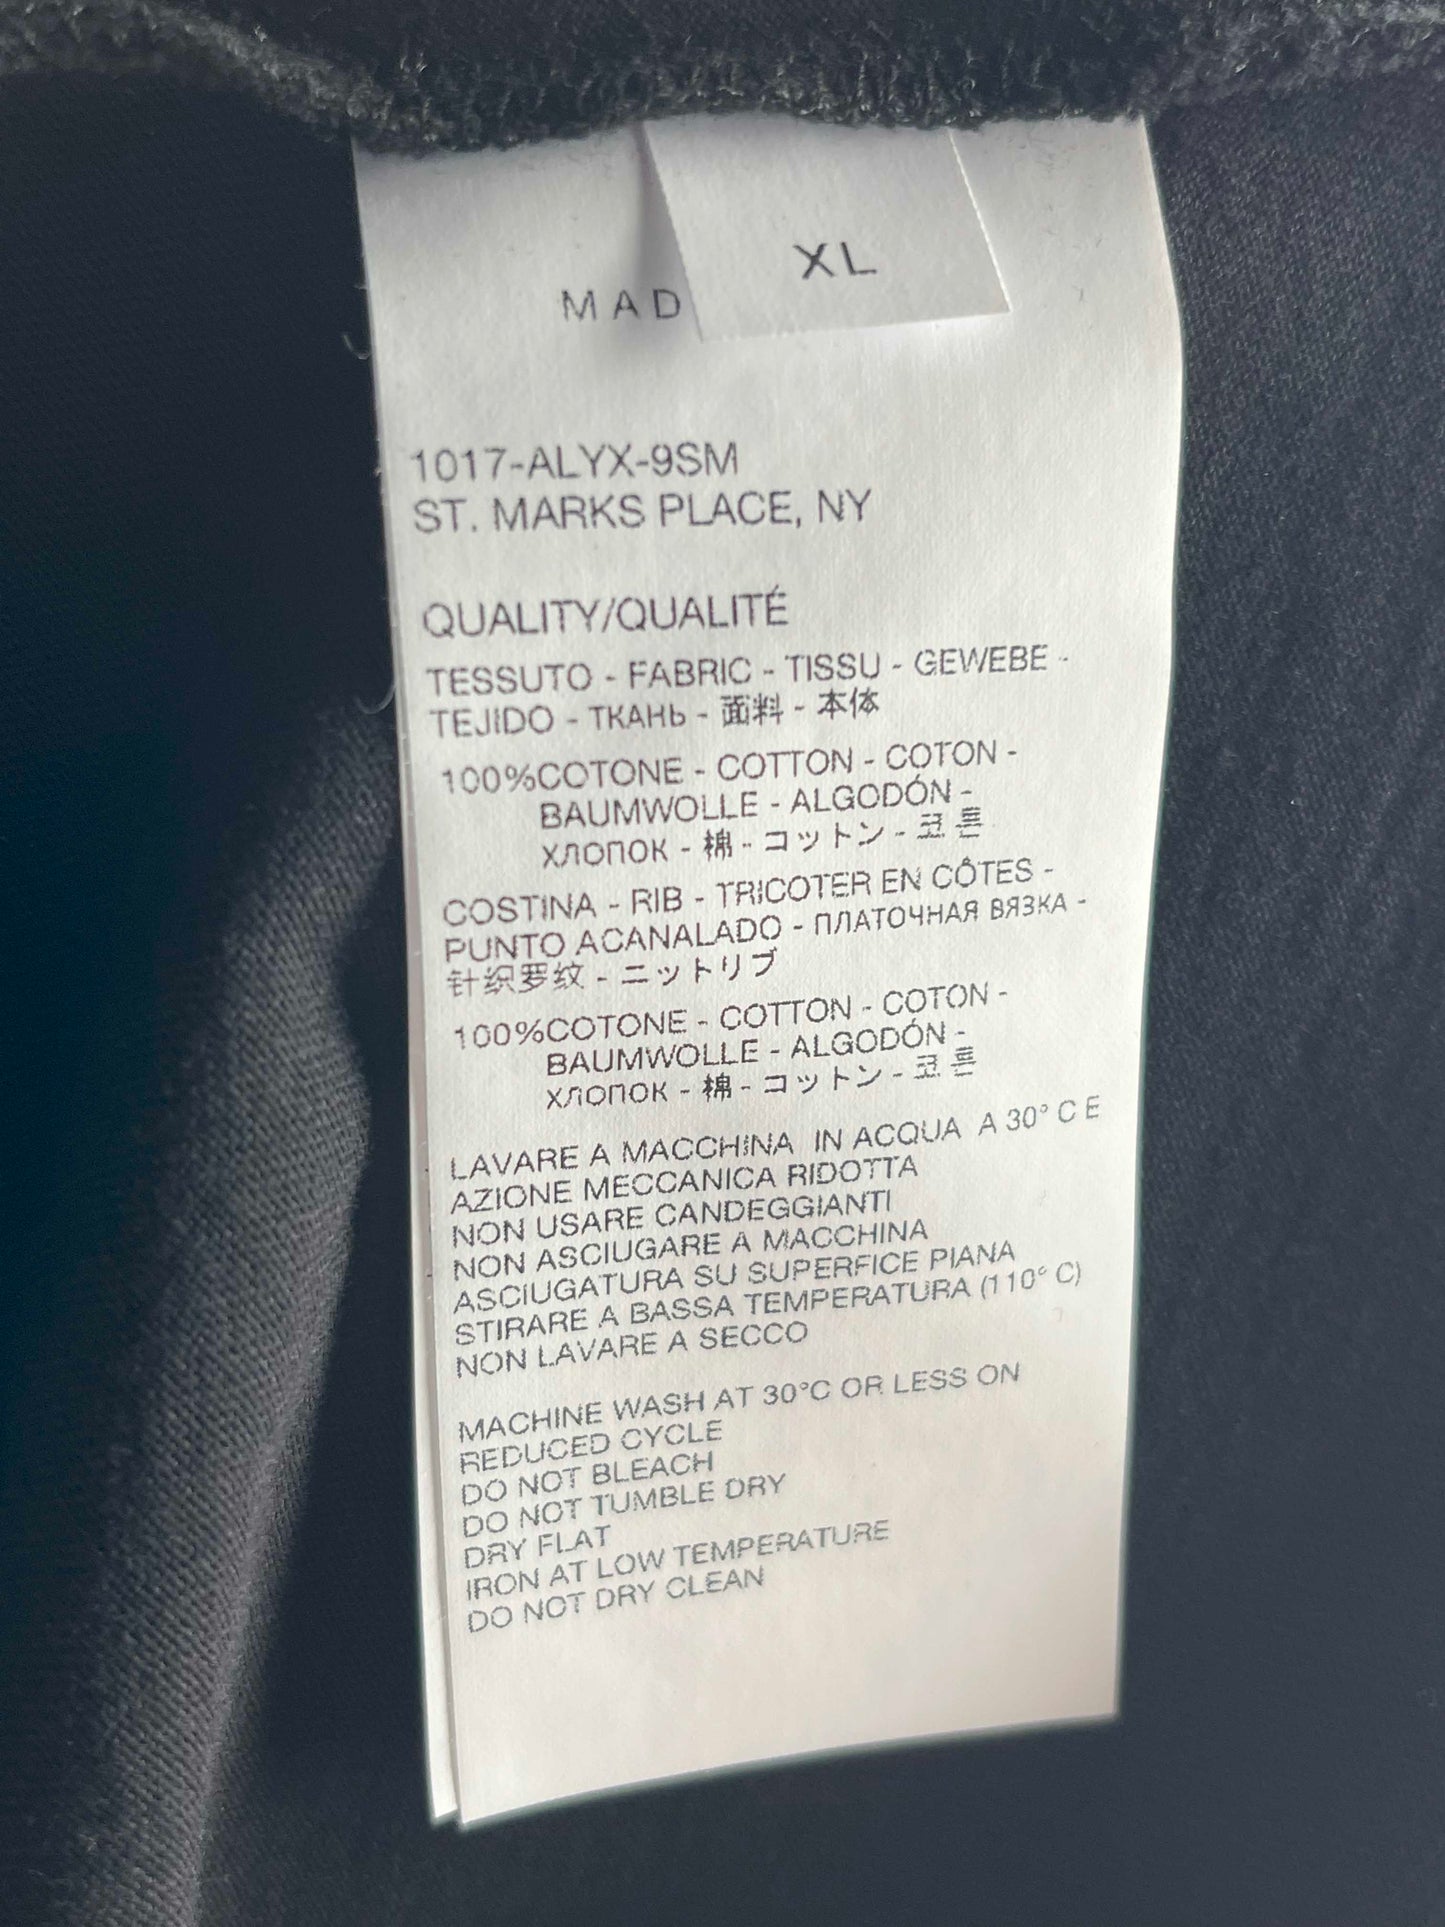 XL
MAD
1017-ALYX-9SM
ST. MARKS PLACE, NY
QUALITY/QUALITÉ
TESSUTO - FABRIC - TISSU - GEWEBE -
TEJIDO - ТКАНЬ - 面料 - 本体
100%COTONE - COTTON - COTON -
BAUMWOLLE - ALGODÓN -
ХЛОПОК - 棉 - コットン - 코튼
COSTINA - RIB - TRICOTER EN CÔTES -
PUNTO ACANALADO - ПЛАТОЧНАЯ ВЯЗКА -
针织罗纹 - ニットリブ
100%COTONE - COTTON - COTON -
BAUMWOLLE - ALGODÓN -
ХЛОПОК - 棉 - コットン - 코튼
LAVARE A MACCHINA IN ACQUA A 30° C E
AZIONE MECCANICA RIDOTTA
NON USARE CANDEGGIANTI
NON ASCIUGARE A MACCHINA
ASCIUGATURA SU SUPERFICE PIANA
STIRARE A BASSA TEMPERATURA (110° C)
NON LAVARE A SECCO
MACHINE WASH AT 30°C OR LESS ON
REDUCED CYCLE
DO NOT BLEACH
DO NOT TUMBLE DRY
DRY FLAT
IRON AT LOW TEMPERATURE
DO NOT DRY CLEAN